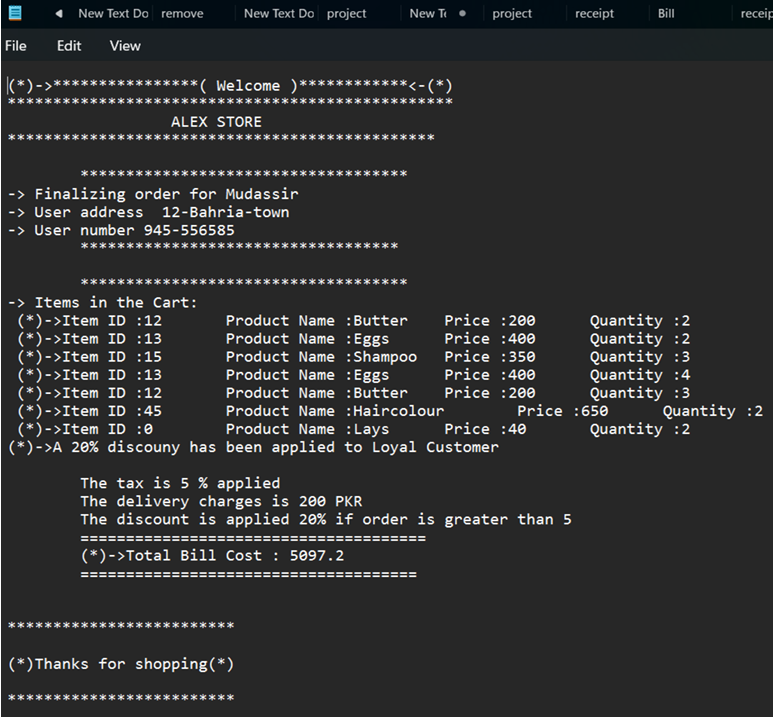 New Text Do remove New Text Do project New Te project receipt Bill receip
File Edit View
(*)->****************( Welcome )************<-(*)
*************************************************
ALEX STORE
***********************************************
************************************
-> Finalizing order for Mudassir
-> User address  12-Bahria-town
-> User number 945-556585
***********************************
************************************
-> Items in the Cart:
(*)->Item ID :12 Product Name :Butter Price :200 Quantity :2
(*)->Item ID :13 Product Name :Eggs Price :400 Quantity :2
(*)->Item ID :15 Product Name :Shampoo Price :350 Quantity :3
(*)->Item ID :13 Product Name :Eggs Price :400 Quantity :4
(*)->Item ID :12 Product Name :Butter Price :200 Quantity :3
(*)->Item ID :45 Product Name :Haircolour Price :650 Quantity :2
(*)->Item ID :0 Product Name :Lays Price :40 Quantity :2
(*)->A 20% discouny has been applied to Loyal Customer
The tax is 5 % applied
The delivery charges is 200 PKR
The discount is applied 20% if order is greater than 5
======================================
(*)->Total Bill Cost : 5097.2
=====================================
*************************
(*)Thanks for shopping(*)
*************************